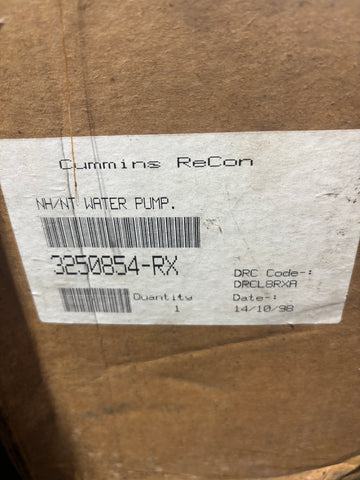 Cummins ReCon
NH/NT WATER PUMP.
3250854-RX
DRC Code-:
DRCL8RXA
Quantity
1
Date-:
14/10/98